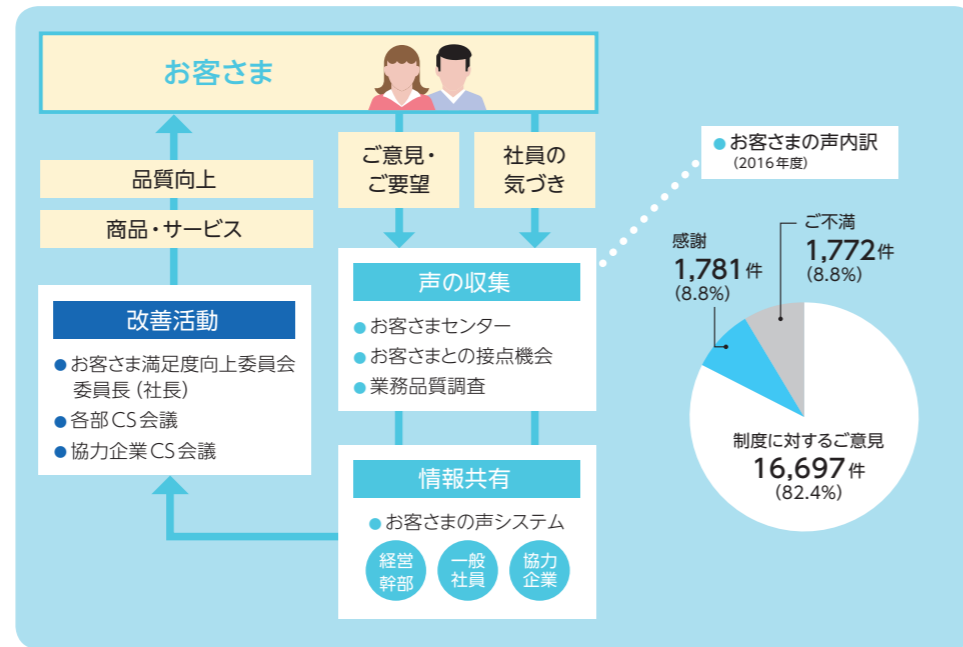 お客さま
ご意見・
ご要望
社員の
気づき
品質向上
商品・サービス
声の収集
● お客さまセンター
● お客さまとの接点機会
● 業務品質調査
情報共有
● お客さまの声システム
経営
幹部
一般
社員
協力
企業
改善活動
● お客さま満足度向上委員会
委員長（社長）
● 各部CS会議
● 協力企業CS会議
● お客さまの声内訳
（2016年度）
ご不満
1,772件
(8.8%)
感謝
1,781件
(8.8%)
制度に対するご意見
16,697件
(82.4%)